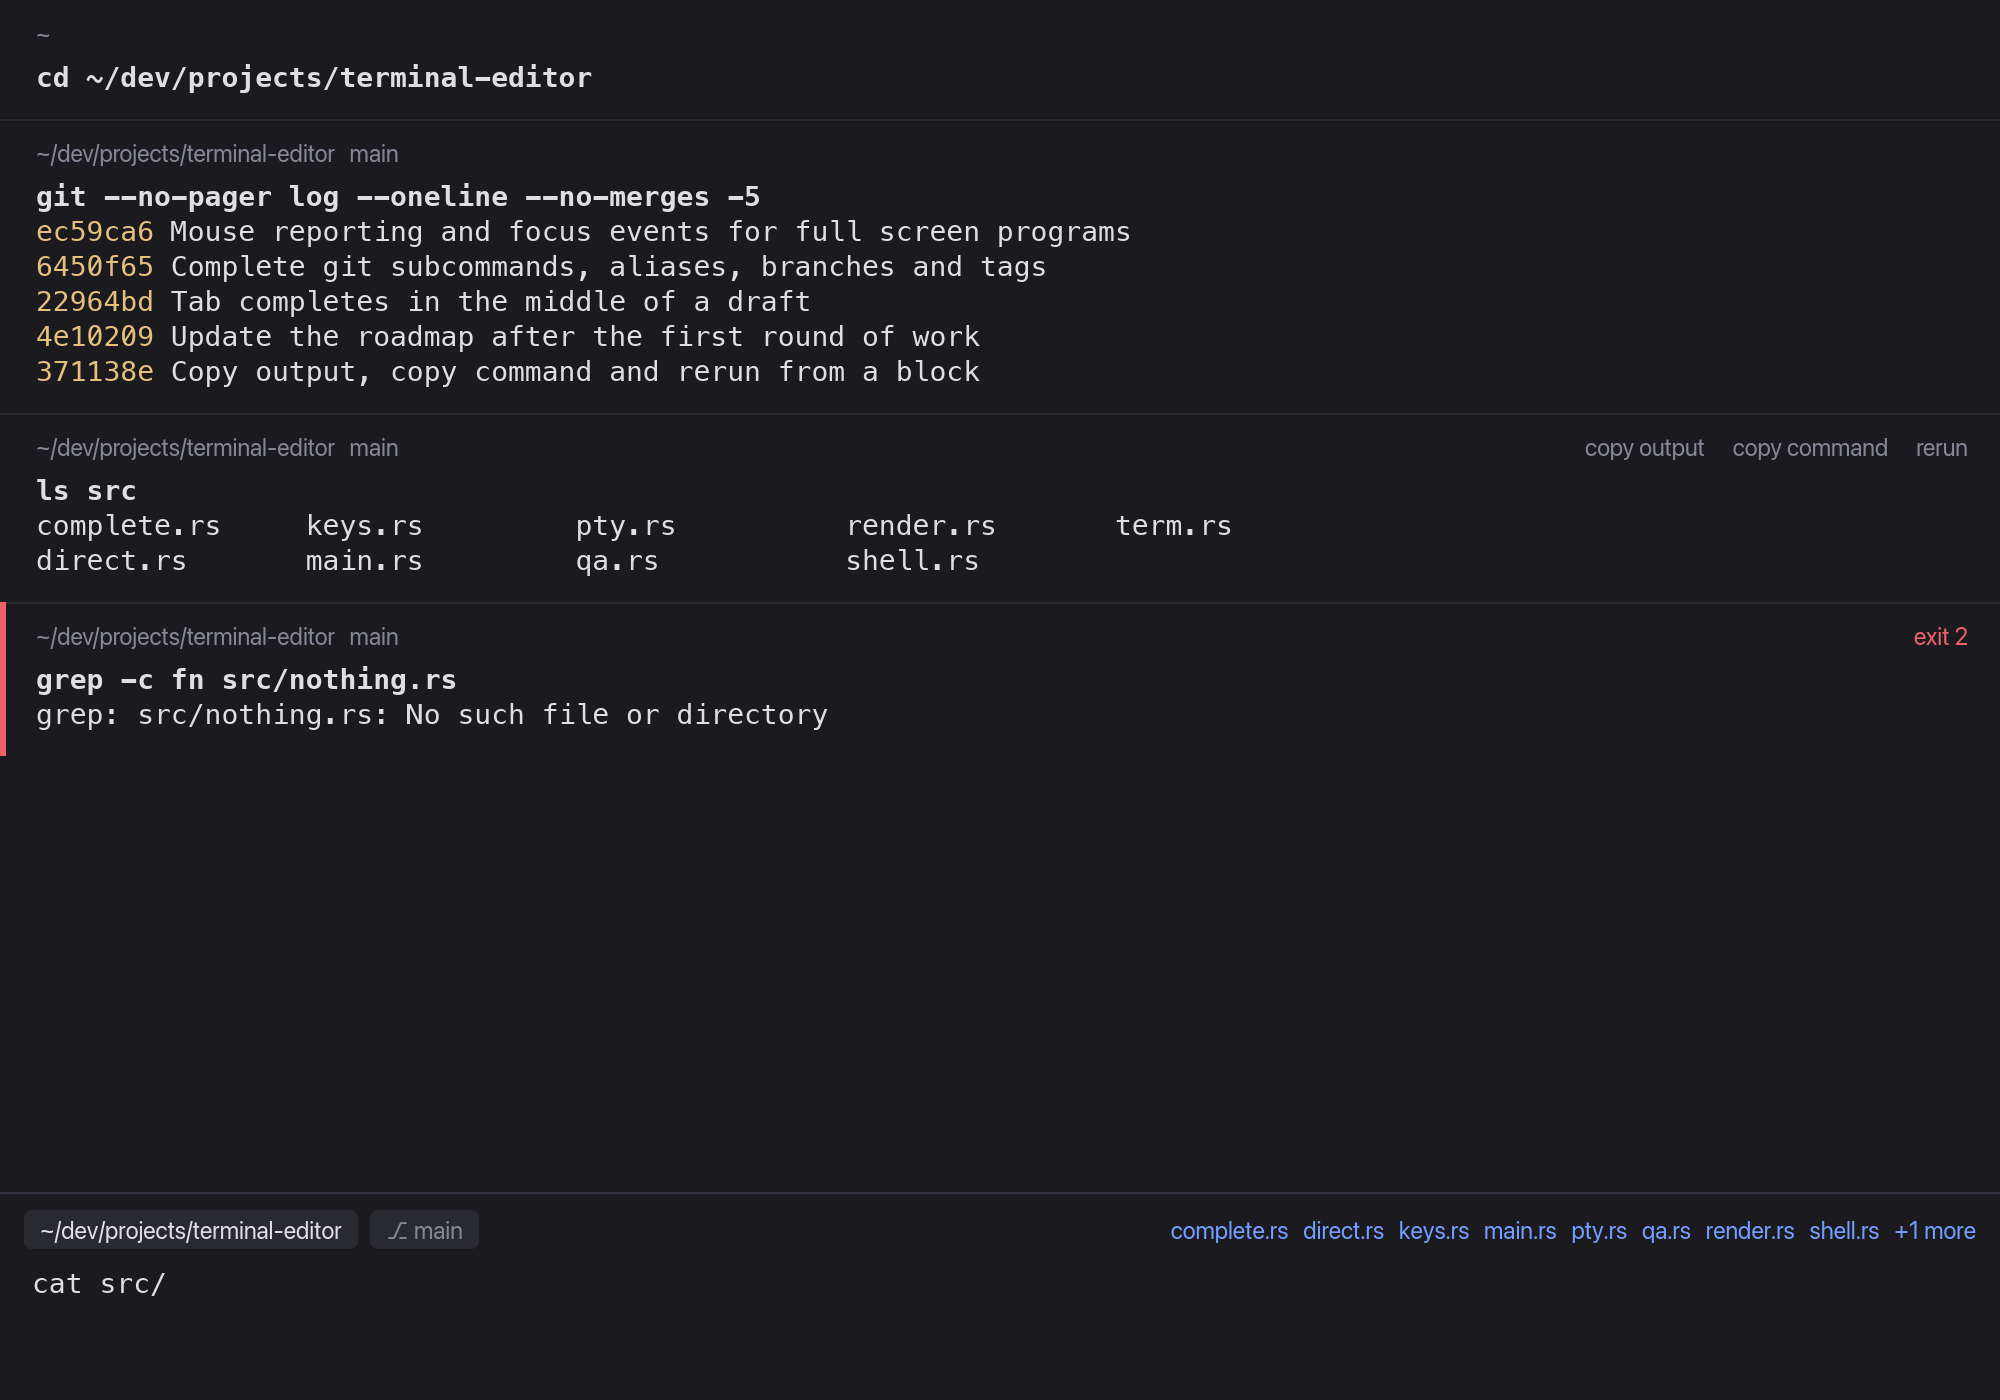 ~
cd ~/dev/projects/terminal-editor
~/dev/projects/terminal-editor main
git --no-pager log --oneline --no-merges -5
ec59ca6 Mouse reporting and focus events for full screen programs
6450f65 Complete git subcommands, aliases, branches and tags
22964bd Tab completes in the middle of a draft
4e10209 Update the roadmap after the first round of work
371138e Copy output, copy command and rerun from a block
~/dev/projects/terminal-editor main copy output copy command rerun
ls src
complete.rs keys.rs pty.rs render.rs term.rs
direct.rs main.rs qa.rs shell.rs
~/dev/projects/terminal-editor main exit 2
grep -c fn src/nothing.rs
grep: src/nothing.rs: No such file or directory
~/dev/projects/terminal-editor ⎇ main complete.rs direct.rs keys.rs main.rs pty.rs qa.rs render.rs shell.rs +1 more
cat src/